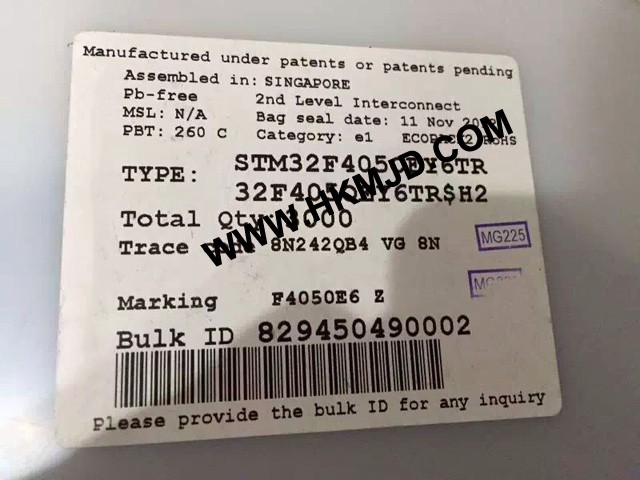 Manufactured under patents or patents pending
Assembled in: SINGAPORE
Pb-free 2nd Level Interconnect
MSL: N/A Bag seal date: 11 Nov
PBT: 260 C Category: e1
TYPE:
Total Qty
Trace 8N242QB4 VG 8N
MG225
Marking F4050E6 Z
Bulk ID 829450490002
Please provide the bulk ID for any inquiry
WWW.HKMJD.COM